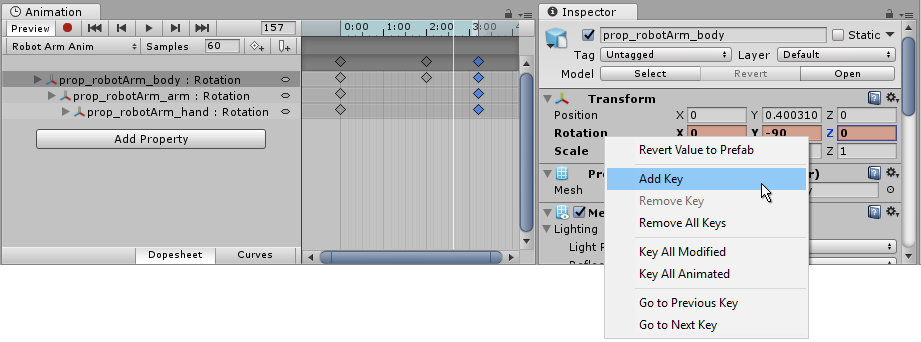 Animation
Preview 157 0:00 1:00 2:00 3:00 4
Robot Arm Anim Samples 60
prop_robotArm_body : Rotation
prop_robotArm_arm : Rotation
prop_robotArm_hand : Rotation
Add Property
Dopesheet Curves
Inspector
prop_robotArm_body Static
Tag Untagged Layer Default
Model Select Revert Open
Transform
Position X 0 Y 0.400310 Z 0
Rotation X 0 Y -90 Z 0
Scale Z 1
Pro r)
Mesh y
Me
Lighting
Light P
Refle
Revert Value to Prefab
Add Key
Remove Key
Remove All Keys
Key All Modified
Key All Animated
Go to Previous Key
Go to Next Key